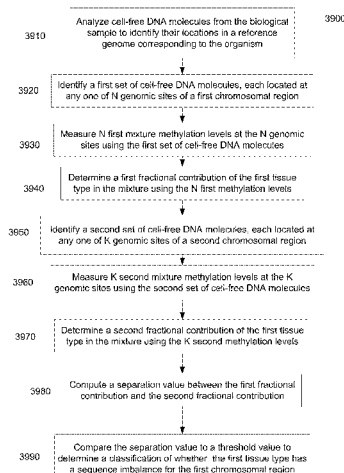 3900
3910
Analyze cell-free DNA molecules from the biological
sample to identify their locations in a reference
genome corresponding to the organism
3920
Identify a first set of cell-free DNA molecules, each located at
any one of N genomic sites of a first chromosomal region
3930
Measure N first mixture methylation levels at the N genomic
sites using the first set of cell-free DNA molecules
3940
Determine a first fractional contribution of the first tissue
type in the mixture using the N first methylation levels
3950
Identify a second set of cell-free DNA molecules, each located at
any one of K genomic sites of a second chromosomal region
3960
Measure K second mixture methylation levels at the K
genomic sites using the second set of cell-free DNA molecules
3970
Determine a second fractional contribution of the first tissue
type in the mixture using the K second methylation levels
3980
Compute a separation value between the first fractional
contribution and the second fractional contribution
3990
Compare the separation value to a threshold value to
determine a classification of whether the first tissue type has
a sequence imbalance for the first chromosomal region